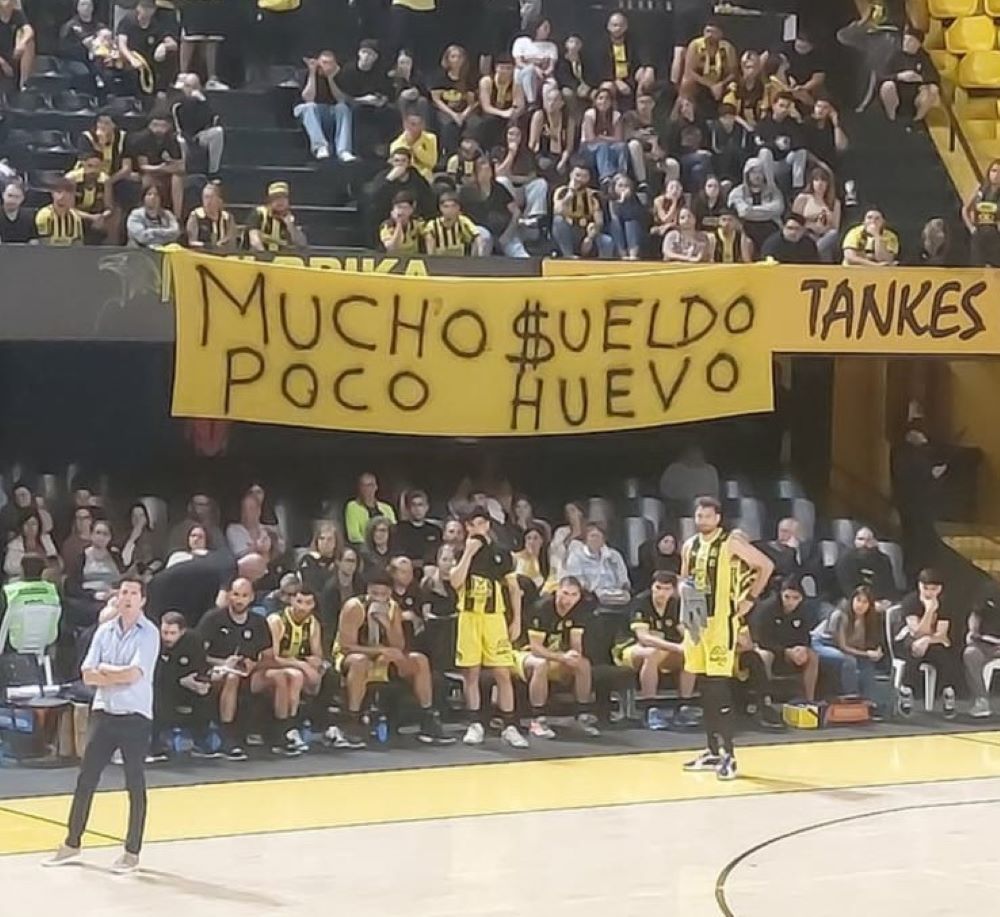 MUCHO $UELDO
POCO HUEVO
TANKES